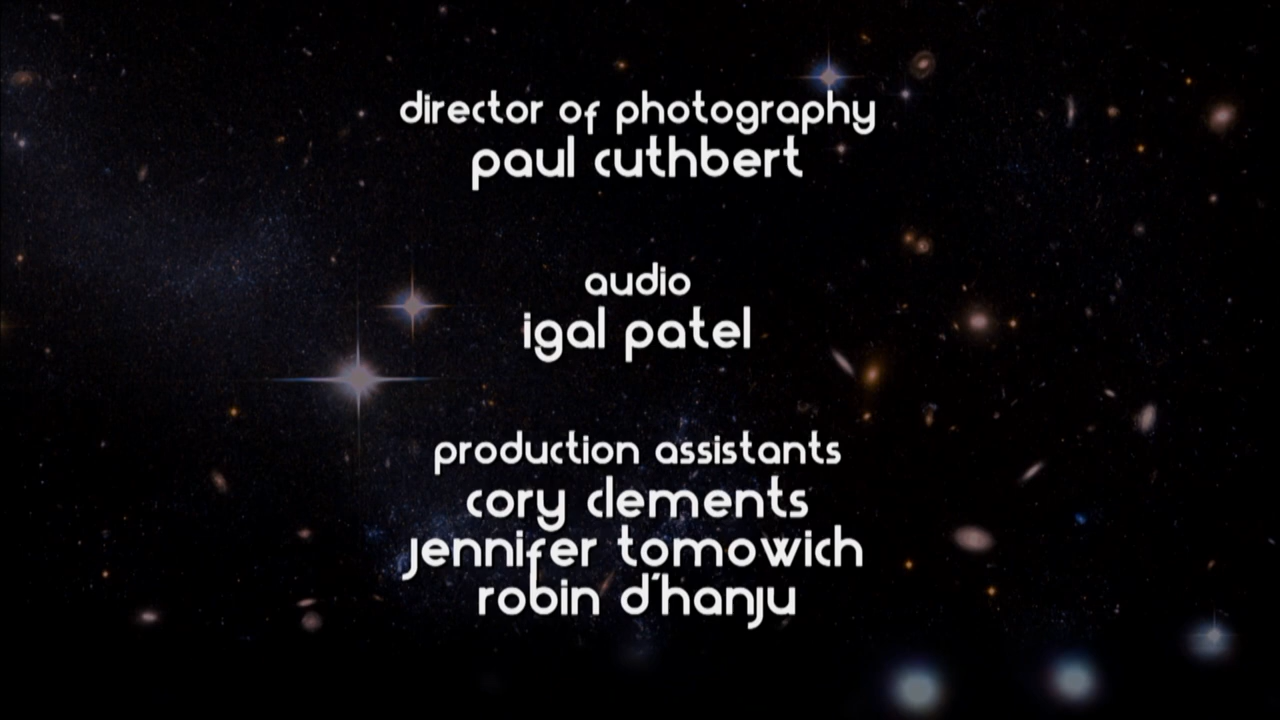 director of photography
paul cuthbert
audio
igal patel
production assistants
cory clements
jennifer tomowich
robin d'hanju